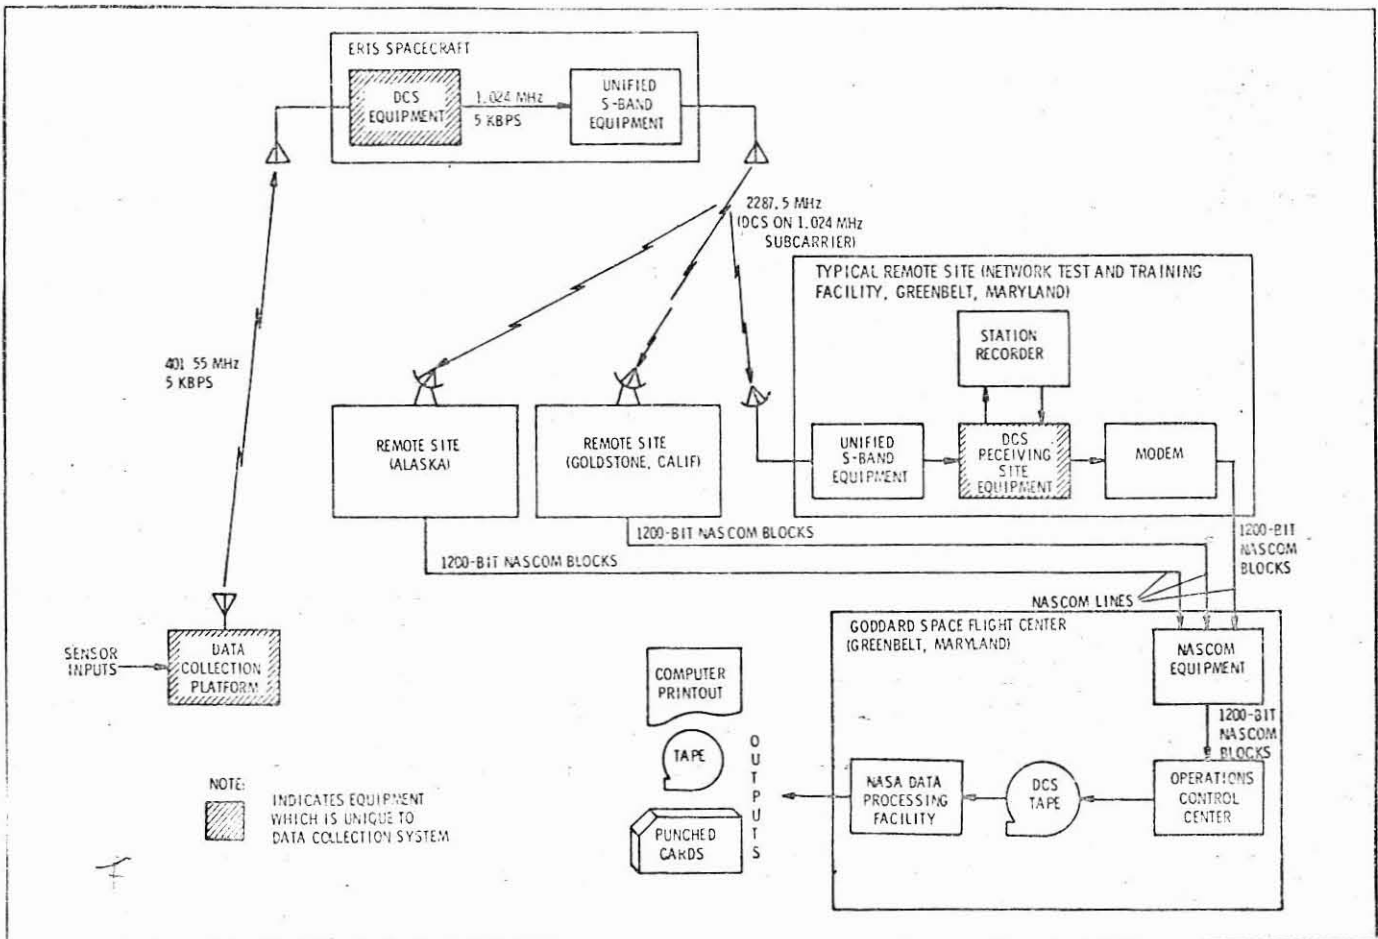 ERTS SPACECRAFT
DCS
EQUIPMENT
1.024 MHz
5 KBPS
UNIFIED
S-BAND
EQUIPMENT
2287.5 MHz
(DCS ON 1.024 MHz
SUBCARRIER)
401.55 MHz
5 KBPS
TYPICAL REMOTE SITE (NETWORK TEST AND TRAINING
FACILITY, GREENBELT, MARYLAND)
STATION
RECORDER
REMOTE SITE
(ALASKA)
REMOTE SITE
(GOLDSTONE, CALIF)
UNIFIED
S-BAND
EQUIPMENT
DCS
RECEIVING
SITE
EQUIPMENT
MODEM
1200-BIT NASCOM BLOCKS
1200-BIT NASCOM BLOCKS
1200-BIT
NASCOM
BLOCKS
NASCOM LINES
SENSOR
INPUTS
DATA
COLLECTION
PLATFORM
GODDARD SPACE FLIGHT CENTER
(GREENBELT, MARYLAND)
NASCOM
EQUIPMENT
1200-BIT
NASCOM
BLOCKS
COMPUTER
PRINTOUT
TAPE
PUNCHED
CARDS
OUTPUTS
NASA DATA
PROCESSING
FACILITY
DCS
TAPE
OPERATIONS
CONTROL
CENTER
NOTE:
INDICATES EQUIPMENT
WHICH IS UNIQUE TO
DATA COLLECTION SYSTEM